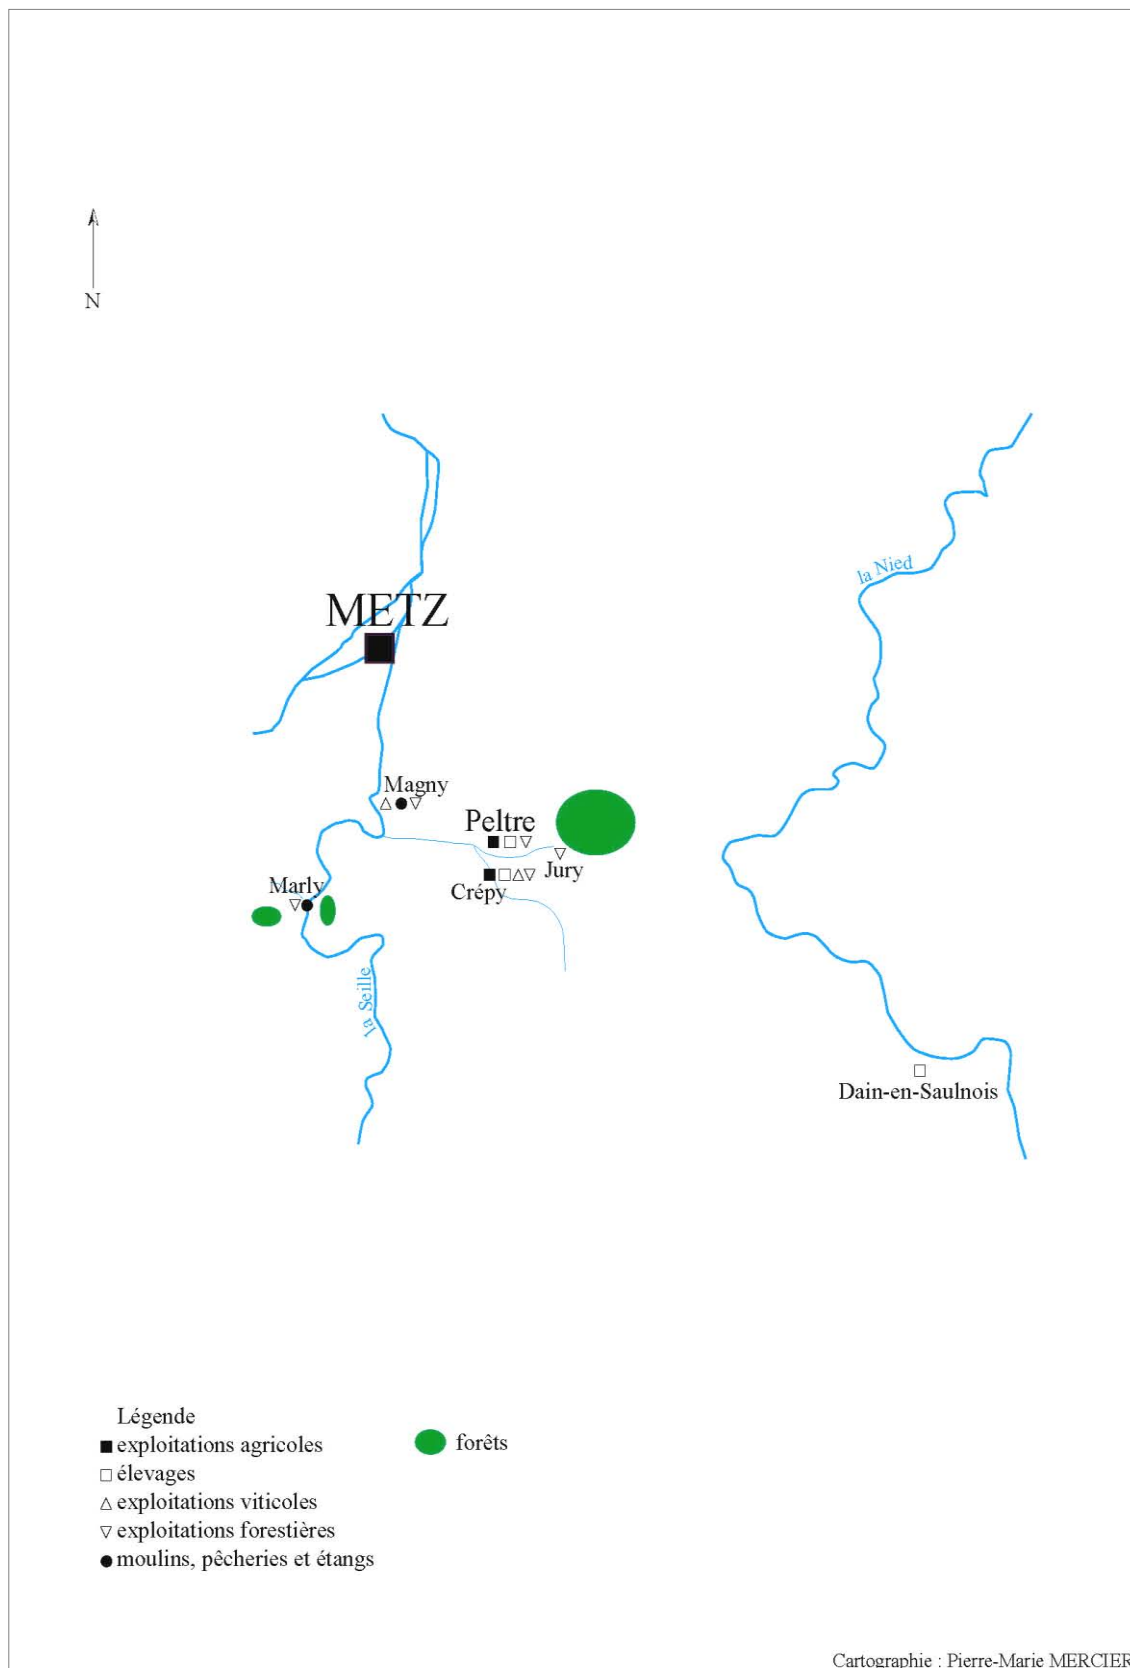 N
la Nied
METZ
Magny
Peltre
Jury
Marly
Crépy
la Seille
Dain-en-Saulnois
Légende
exploitations agricoles
forêts
élevages
exploitations viticoles
exploitations forestières
moulins, pêcheries et étangs
Cartographie : Pierre-Marie MERCIER